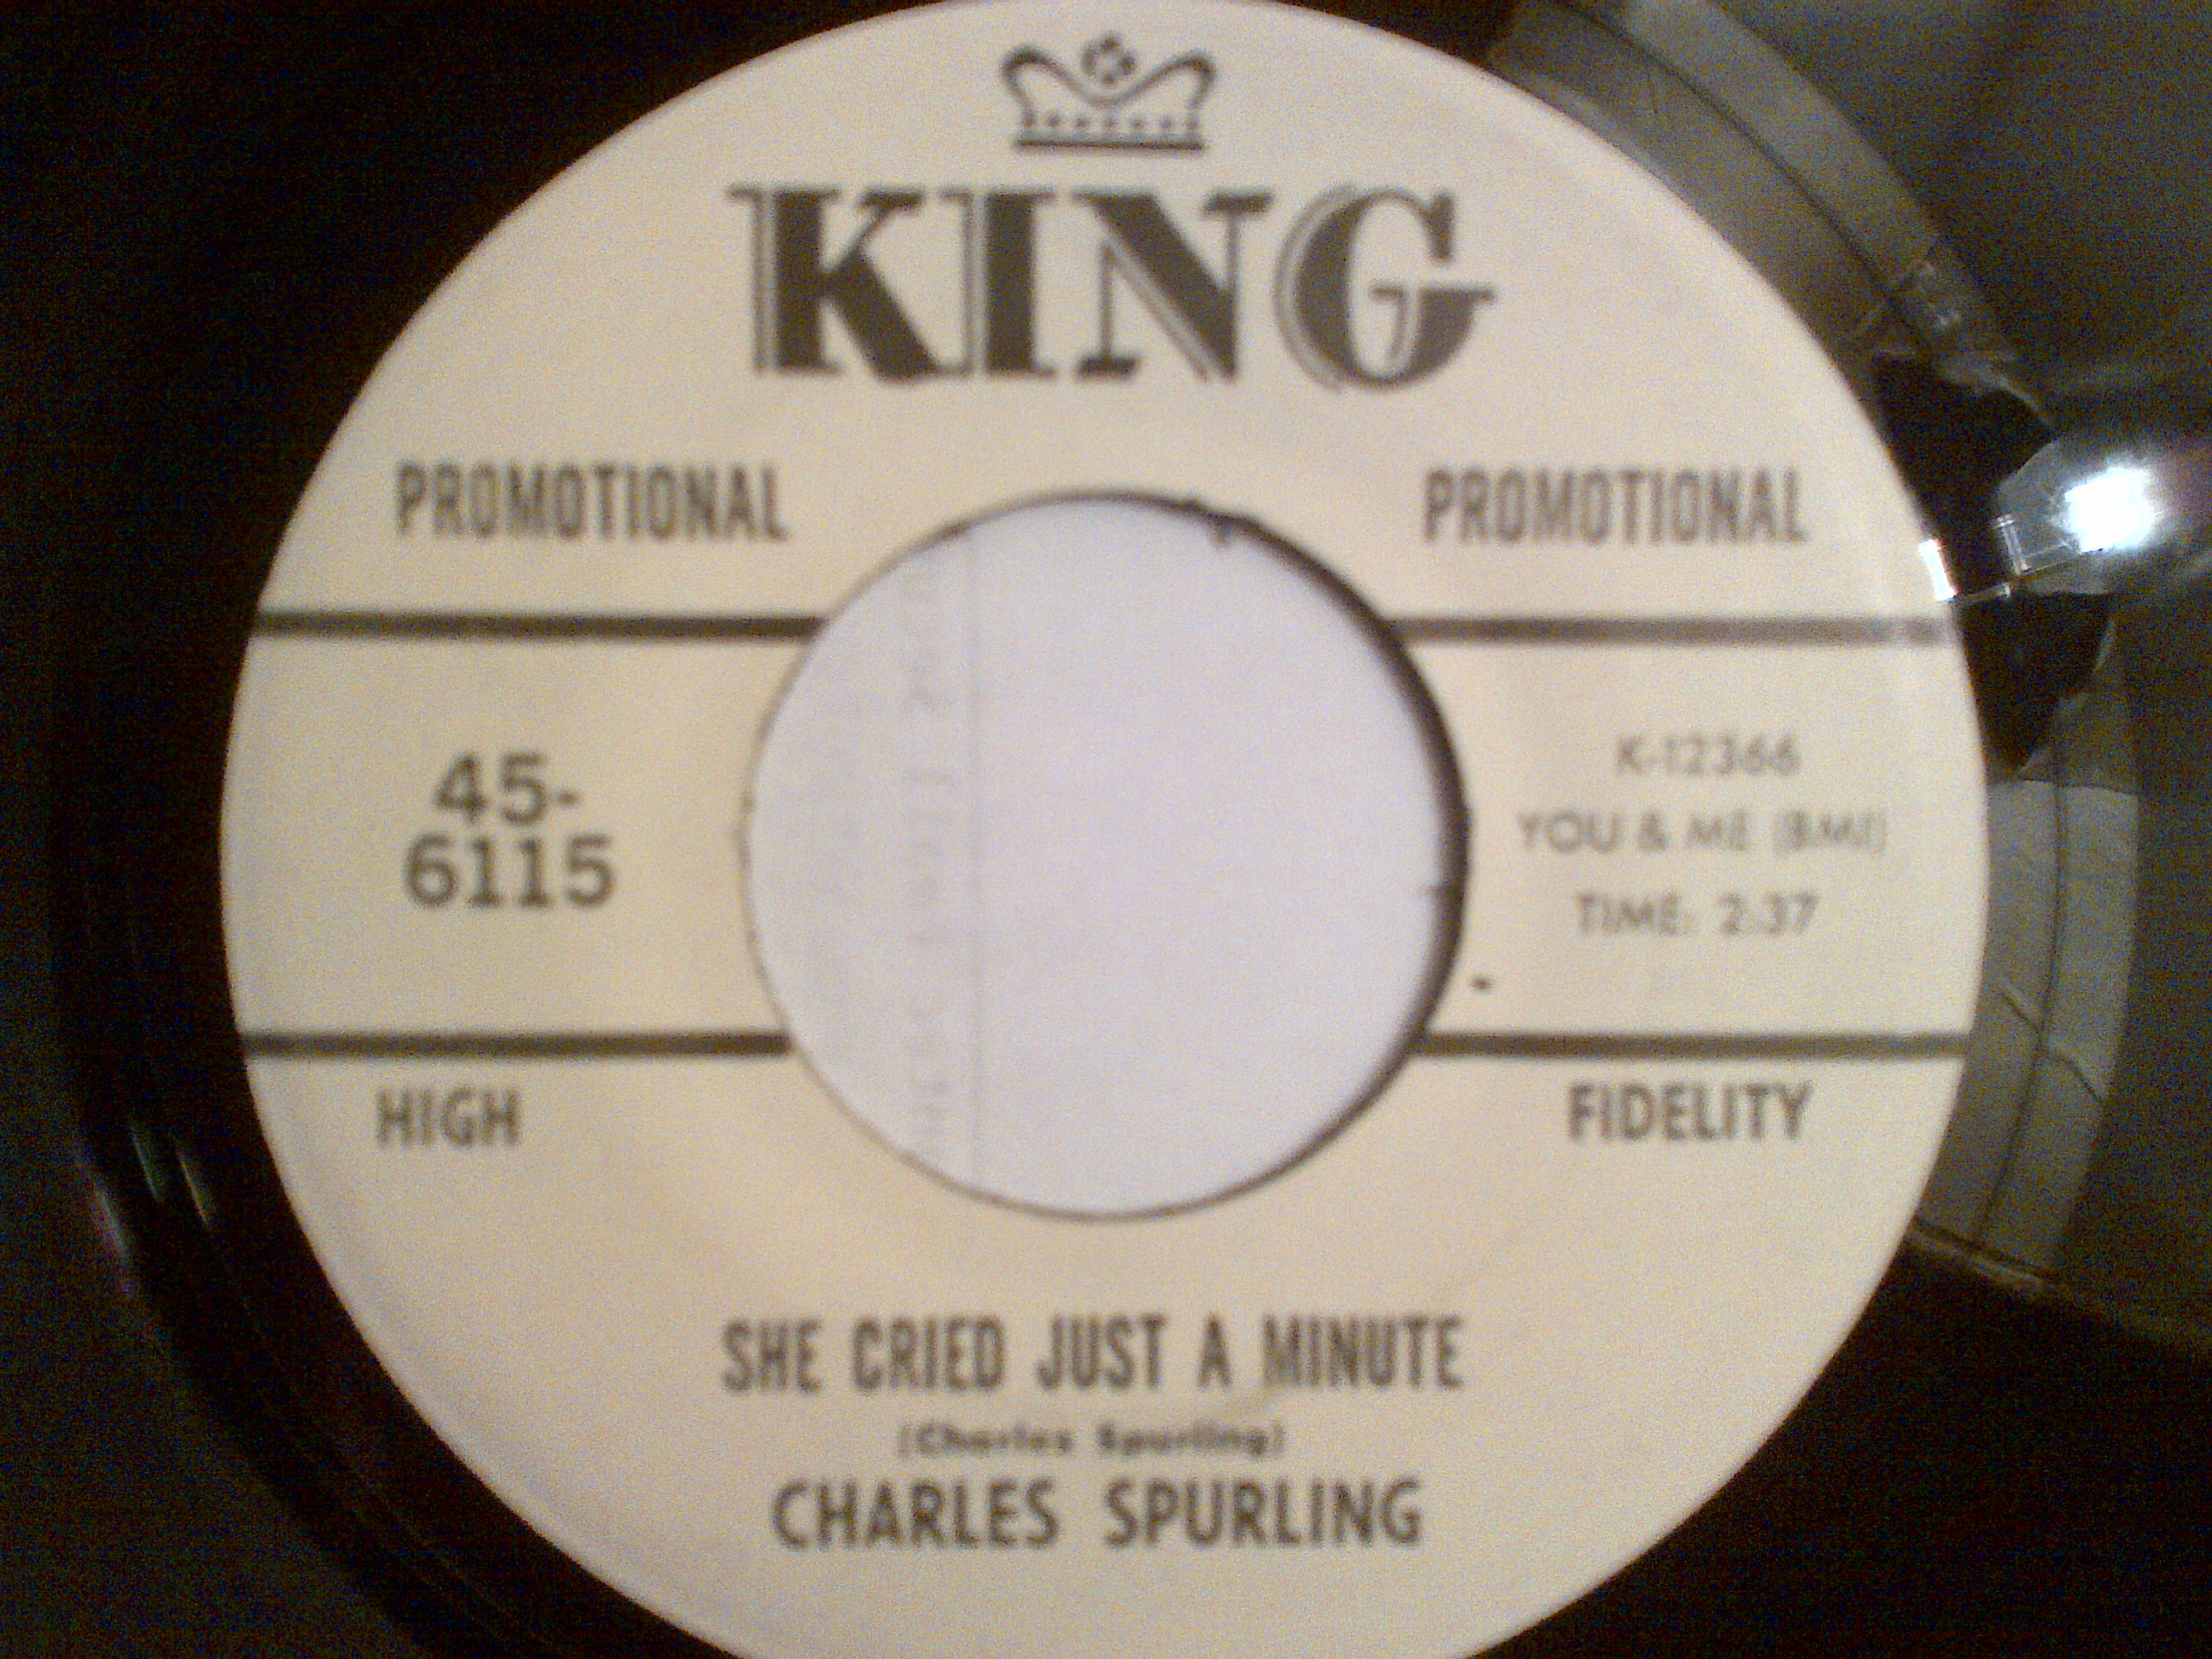 KING
PROMOTIONAL PROMOTIONAL
45-
6115
K-12366
YOU & ME (BMI)
TIME: 2:37
HIGH FIDELITY
SHE CRIED JUST A MINUTE
(Charles Spurling)
CHARLES SPURLING